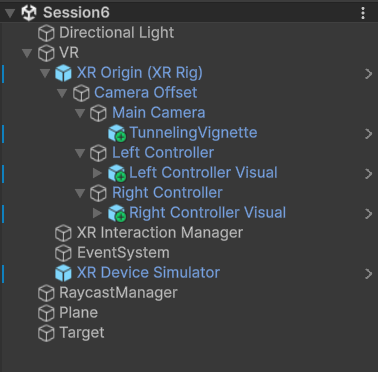 Session6
Directional Light
VR
XR Origin (XR Rig)
Camera Offset
Main Camera
TunnelingVignette
Left Controller
Left Controller Visual
Right Controller
Right Controller Visual
XR Interaction Manager
EventSystem
XR Device Simulator
RaycastManager
Plane
Target